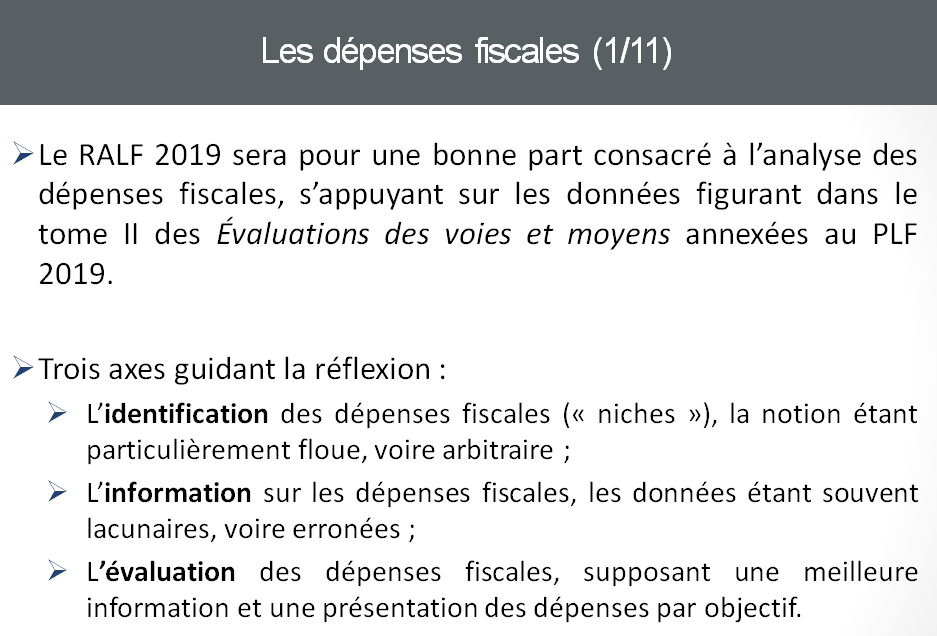 Les dépenses fiscales (1/11)
Le RALF 2019 sera pour une bonne part consacré à l’analyse des
dépenses fiscales, s’appuyant sur les données figurant dans le
tome II des Évaluations des voies et moyens annexées au PLF
2019.
Trois axes guidant la réflexion :
L’identification des dépenses fiscales (« niches »), la notion étant
particulièrement floue, voire arbitraire ;
L’information sur les dépenses fiscales, les données étant souvent
lacunaires, voire erronées ;
L’évaluation des dépenses fiscales, supposant une meilleure
information et une présentation des dépenses par objectif.